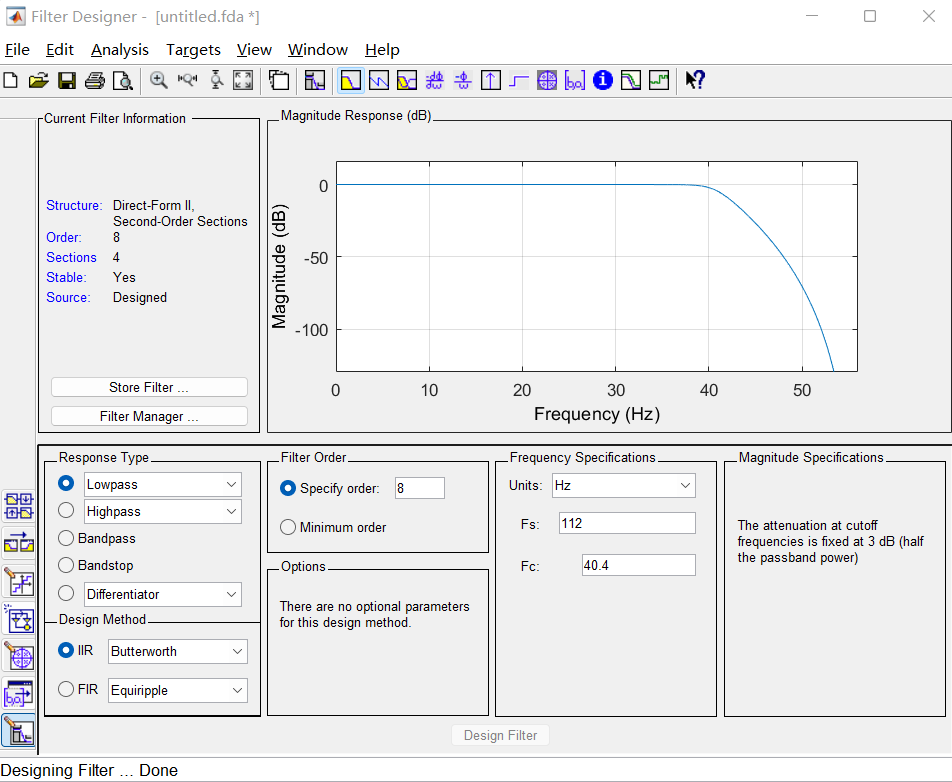 Filter Designer - [untitled.fda *]
File Edit Analysis Targets View Window Help
Current Filter Information
Structure: Direct-Form II,
Second-Order Sections
Order: 8
Sections 4
Stable: Yes
Source: Designed
Store Filter ...
Filter Manager ...
Magnitude Response (dB)
Magnitude (dB)
0
-50
-100
0 10 20 30 40 50
Frequency (Hz)
Response Type
Lowpass
Highpass
Bandpass
Bandstop
Differentiator
Design Method
IIR Butterworth
FIR Equiripple
Filter Order
Specify order: 8
Minimum order
Options
There are no optional parameters
for this design method.
Frequency Specifications
Units: Hz
Fs: 112
Fc: 40.4
Magnitude Specifications
The attenuation at cutoff
frequencies is fixed at 3 dB (half
the passband power)
Design Filter
Designing Filter ... Done